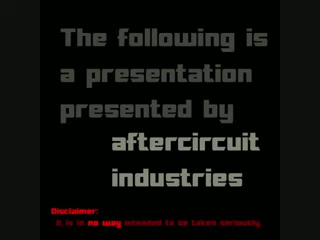 The following is
a presentation
presented by
aftercircuit
industries
Disclaimer:
It is in no way intended to be taken seriously.